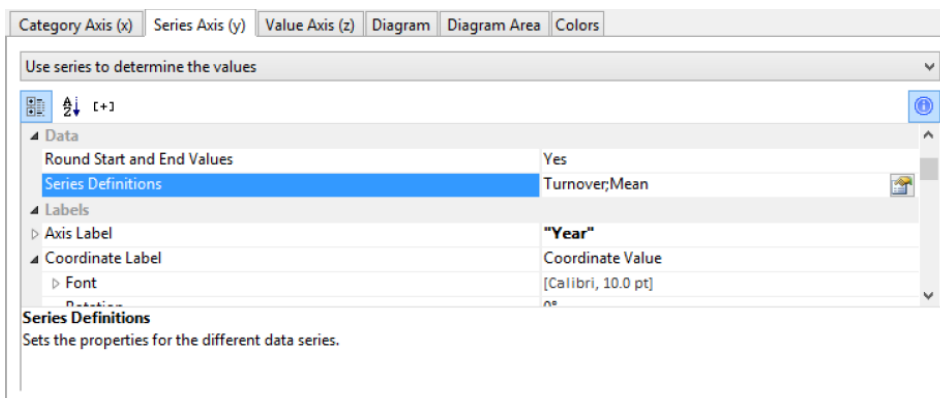 Category Axis (x) Series Axis (y) Value Axis (z) Diagram Diagram Area Colors
Use series to determine the values
A Z [+]
Data
Round Start and End Values Yes
Series Definitions Turnover;Mean
Labels
Axis Label "Year"
Coordinate Label Coordinate Value
Font [Calibri, 10.0 pt]
Series Definitions
Sets the properties for the different data series.